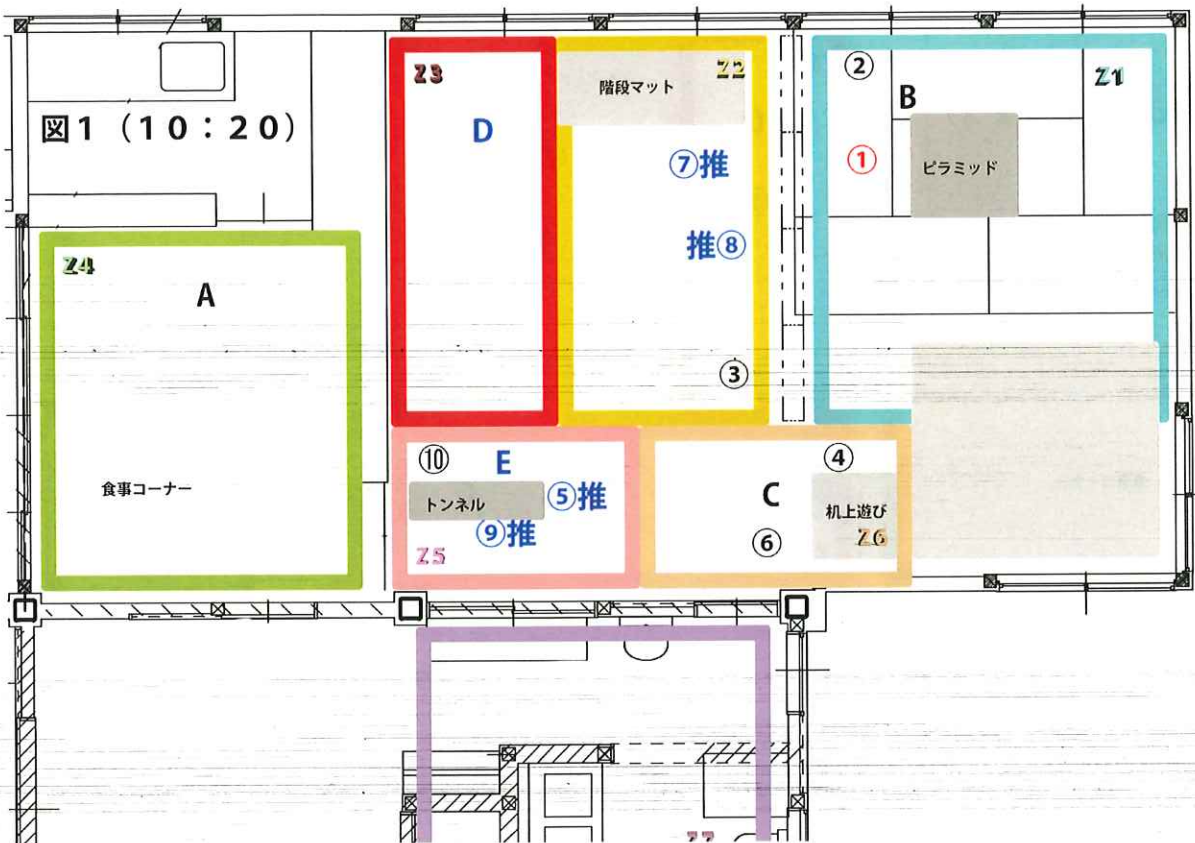 図1（10：20）
Z3
D
Z2
階段マット
⑦推
推⑧
③
②
B
Z1
①
ピラミッド
Z4
A
食事コーナー
⑩
E
トンネル
⑤推
⑨推
Z5
④
C
机上遊び
⑥
Z6